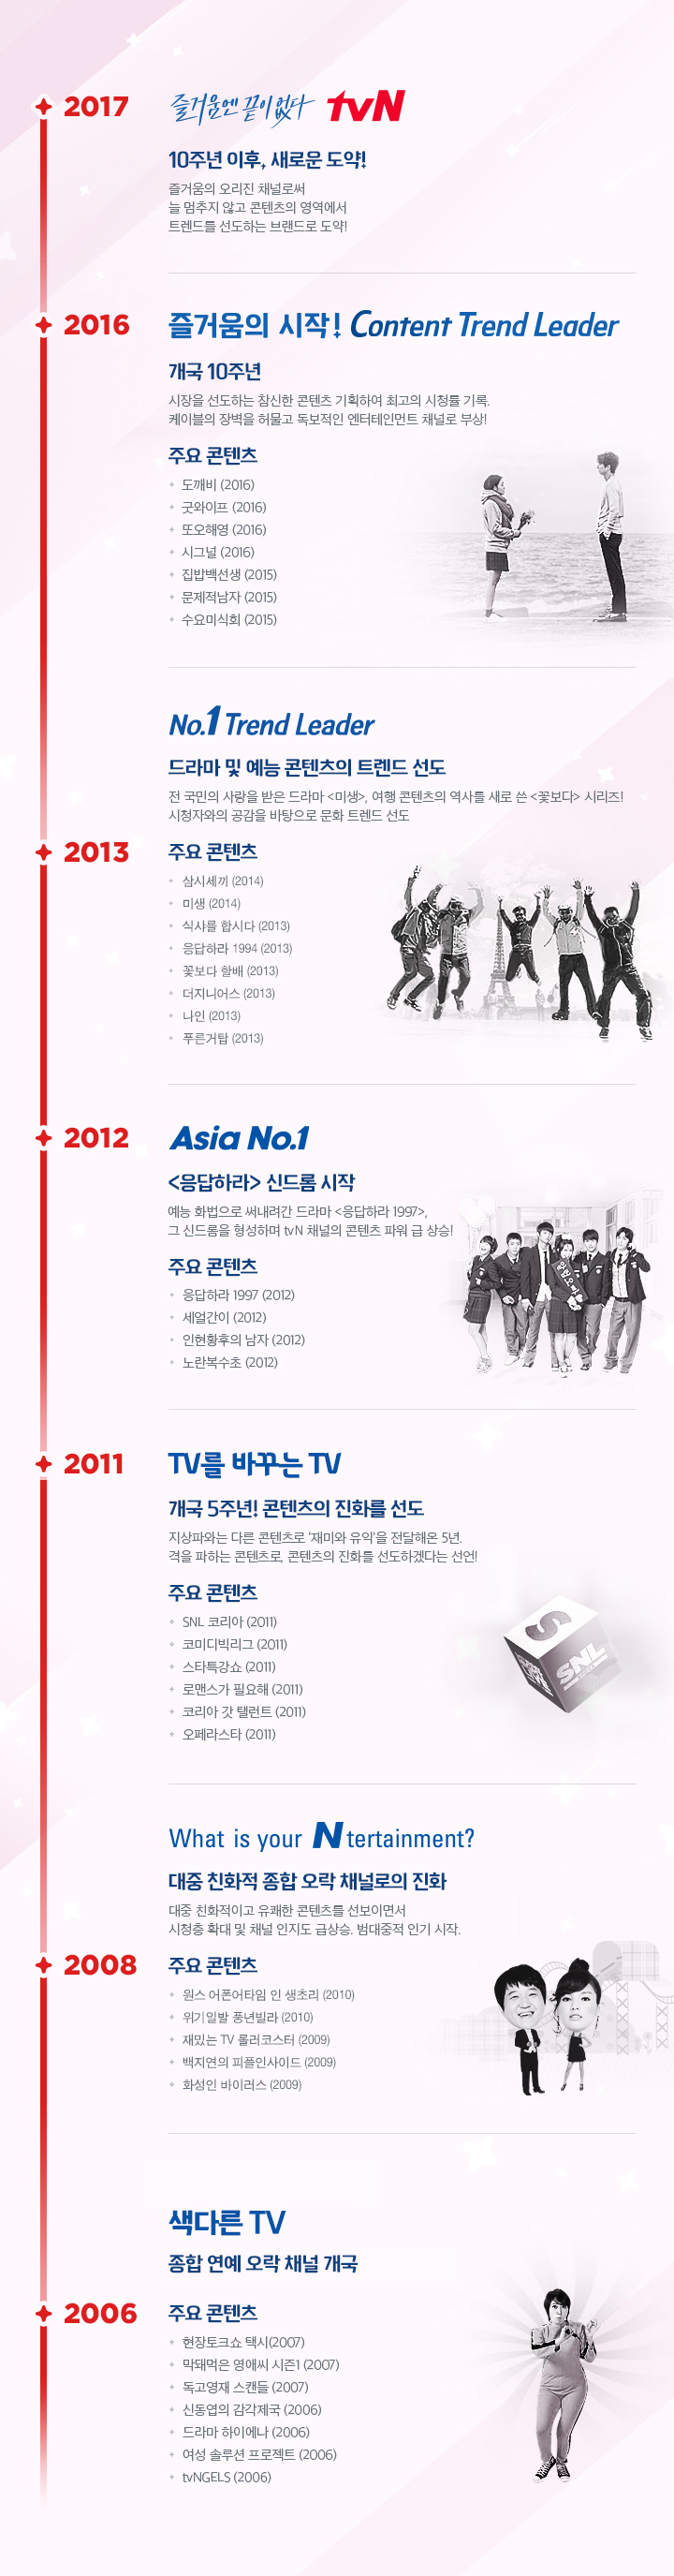 2017
즐거움엔 끝이 없다 tvN
10주년 이후, 새로운 도약!
즐거움의 오리진 채널로써
늘 멈추지 않고 콘텐츠의 영역에서
트렌드를 선도하는 브랜드로 도약!
2016
즐거움의 시작! Content Trend Leader
개국 10주년
시장을 선도하는 참신한 콘텐츠 기획하여 최고의 시청률 기록.
케이블의 장벽을 허물고 독보적인 엔터테인먼트 채널로 부상!
주요 콘텐츠
도깨비 (2016)
굿와이프 (2016)
또오해영 (2016)
시그널 (2016)
집밥백선생 (2015)
문제적남자 (2015)
수요미식회 (2015)
No.1 Trend Leader
드라마 및 예능 콘텐츠의 트렌드 선도
전 국민의 사랑을 받은 드라마 <미생>, 여행 콘텐츠의 역사를 새로 쓴 <꽃보다> 시리즈!
시청자와의 공감을 바탕으로 문화 트렌드 선도
2013
주요 콘텐츠
삼시세끼 (2014)
미생 (2014)
식샤를 합시다 (2013)
응답하라 1994 (2013)
꽃보다 할배 (2013)
더지니어스 (2013)
나인 (2013)
푸른거탑 (2013)
2012
Asia No.1
<응답하라> 신드롬 시작
예능 화법으로 써내려간 드라마 <응답하라 1997>,
그 신드롬을 형성하며 tvN 채널의 콘텐츠 파워 급 상승!
주요 콘텐츠
응답하라 1997 (2012)
세얼간이 (2012)
인현황후의 남자 (2012)
노란복수초 (2012)
2011
TV를 바꾸는 TV
개국 5주년! 콘텐츠의 진화를 선도
지상파와는 다른 콘텐츠로 '재미와 유익'을 전달해온 5년.
격을 파하는 콘텐츠로, 콘텐츠의 진화를 선도하겠다는 선언!
주요 콘텐츠
SNL 코리아 (2011)
코미디빅리그 (2011)
스타특강쇼 (2011)
로맨스가 필요해 (2011)
코리아 갓 탤런트 (2011)
오페라스타 (2011)
S
SNL
What is your Ntertainment?
대중 친화적 종합 오락 채널로의 진화
대중 친화적이고 유쾌한 콘텐츠를 선보이면서
시청층 확대 및 채널 인지도 급상승. 범대중적 인기 시작.
2008
주요 콘텐츠
원스 어폰어타임 인 생초리 (2010)
위기일발 풍년빌라 (2010)
재밌는 TV 롤러코스터 (2009)
백지연의 피플인사이드 (2009)
화성인 바이러스 (2009)
색다른 TV
종합 연예 오락 채널 개국
2006
주요 콘텐츠
현장토크쇼 택시(2007)
막돼먹은 영애씨 시즌1 (2007)
독고영재 스캔들 (2007)
신동엽의 감각제국 (2006)
드라마 하이에나 (2006)
여성 솔루션 프로젝트 (2006)
tvNGELS (2006)